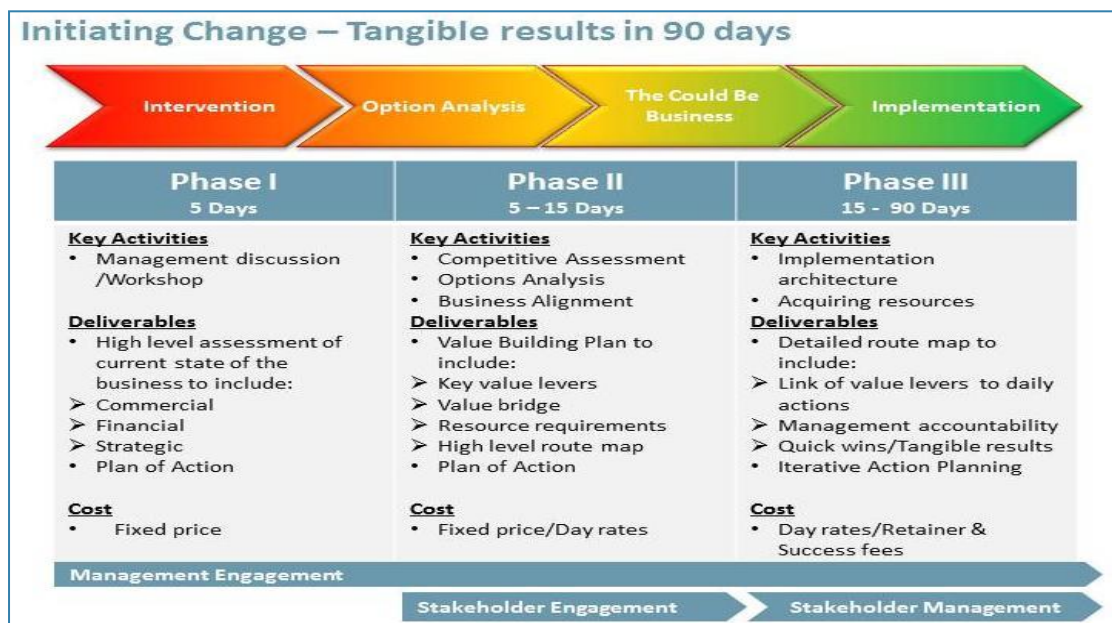 Initiating Change – Tangible results in 90 days
Intervention
Option Analysis
The Could Be
Business
Implementation
Phase I
5 Days
Key Activities
• Management discussion
/Workshop
Deliverables
• High level assessment of
current state of the
business to include:
➢ Commercial
➢ Financial
➢ Strategic
• Plan of Action
Cost
• Fixed price
Phase II
5 – 15 Days
Key Activities
• Competitive Assessment
• Options Analysis
• Business Alignment
Deliverables
• Value Building Plan to
include:
➢ Key value levers
➢ Value bridge
➢ Resource requirements
➢ High level route map
• Plan of Action
Cost
• Fixed price/Day rates
Phase III
15 - 90 Days
Key Activities
• Implementation
architecture
• Acquiring resources
Deliverables
• Detailed route map to
include:
➢ Link of value levers to daily
actions
➢ Management accountability
➢ Quick wins/Tangible results
• Iterative Action Planning
Cost
• Day rates/Retainer &
Success fees
Management Engagement
Stakeholder Engagement
Stakeholder Management